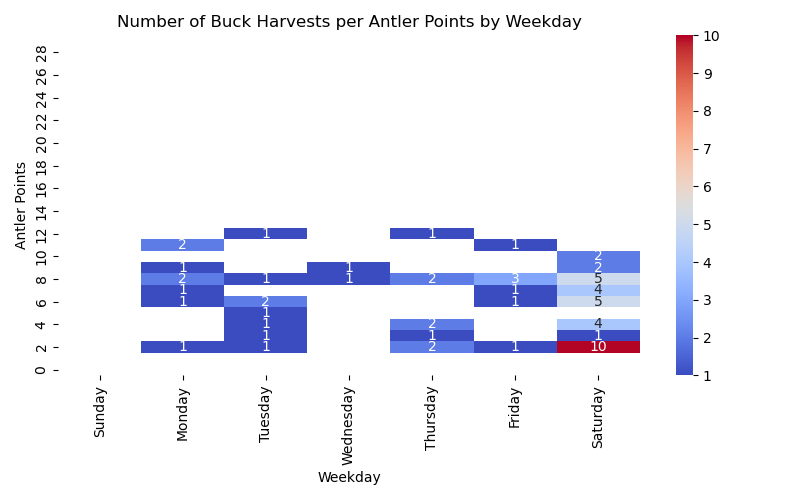 Number of Buck Harvests per Antler Points by Weekday
Antler Points
28
26
24
22
20
18
16
14
12 1 1
2 1
10 2
1 1 2
8 2 1 1 2 3 5
1 1 4
6 1 2 1 5
1
4 1 2 4
1 1 1
2 1 1 2 1 10
0
Sunday Monday Tuesday Wednesday Thursday Friday Saturday
Weekday
10
9
8
7
6
5
4
3
2
1